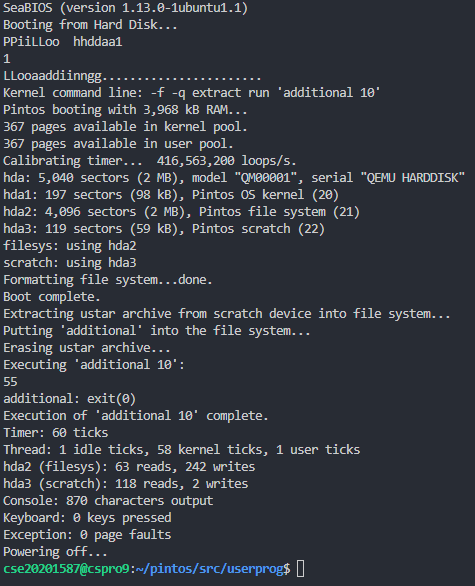 SeaBIOS (version 1.13.0-1ubuntu1.1)
Booting from Hard Disk...
PPiiLLoo  hhddaa1
1
LLooaaddiinngg......................
Kernel command line: -f -q extract run 'additional 10'
Pintos booting with 3,968 kB RAM...
367 pages available in kernel pool.
367 pages available in user pool.
Calibrating timer...  416,563,200 loops/s.
hda: 5,040 sectors (2 MB), model "QM00001", serial "QEMU HARDDISK"
hda1: 197 sectors (98 kB), Pintos OS kernel (20)
hda2: 4,096 sectors (2 MB), Pintos file system (21)
hda3: 119 sectors (59 kB), Pintos scratch (22)
filesys: using hda2
scratch: using hda3
Formatting file system...done.
Boot complete.
Extracting ustar archive from scratch device into file system...
Putting 'additional' into the file system...
Erasing ustar archive...
Executing 'additional 10':
55
additional: exit(0)
Execution of 'additional 10' complete.
Timer: 60 ticks
Thread: 1 idle ticks, 58 kernel ticks, 1 user ticks
hda2 (filesys): 63 reads, 242 writes
hda3 (scratch): 118 reads, 2 writes
Console: 870 characters output
Keyboard: 0 keys pressed
Exception: 0 page faults
Powering off...
cse20201587@cspro9:~/pintos/src/userprog$